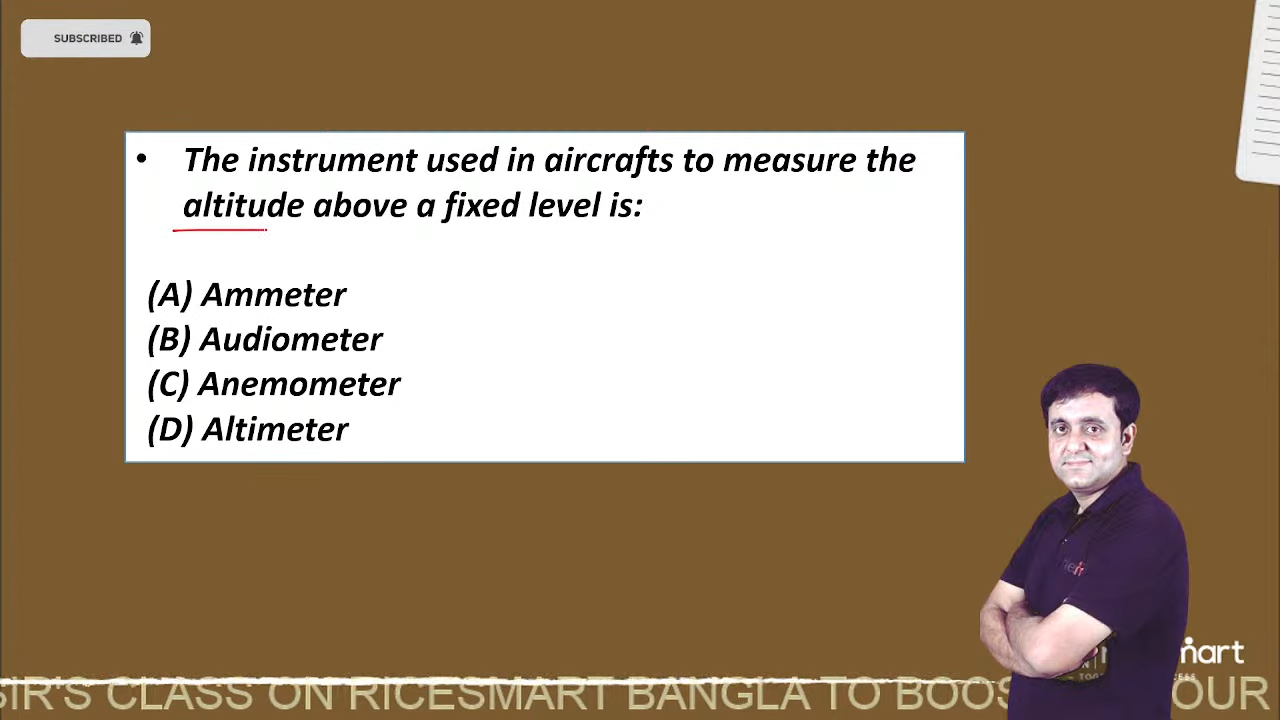 SUBSCRIBED
• The instrument used in aircrafts to measure the
altitude above a fixed level is:
(A) Ammeter
(B) Audiometer
(C) Anemometer
(D) Altimeter
SIR'S CLASS ON RICESMART BANGLA TO BOOS OUR